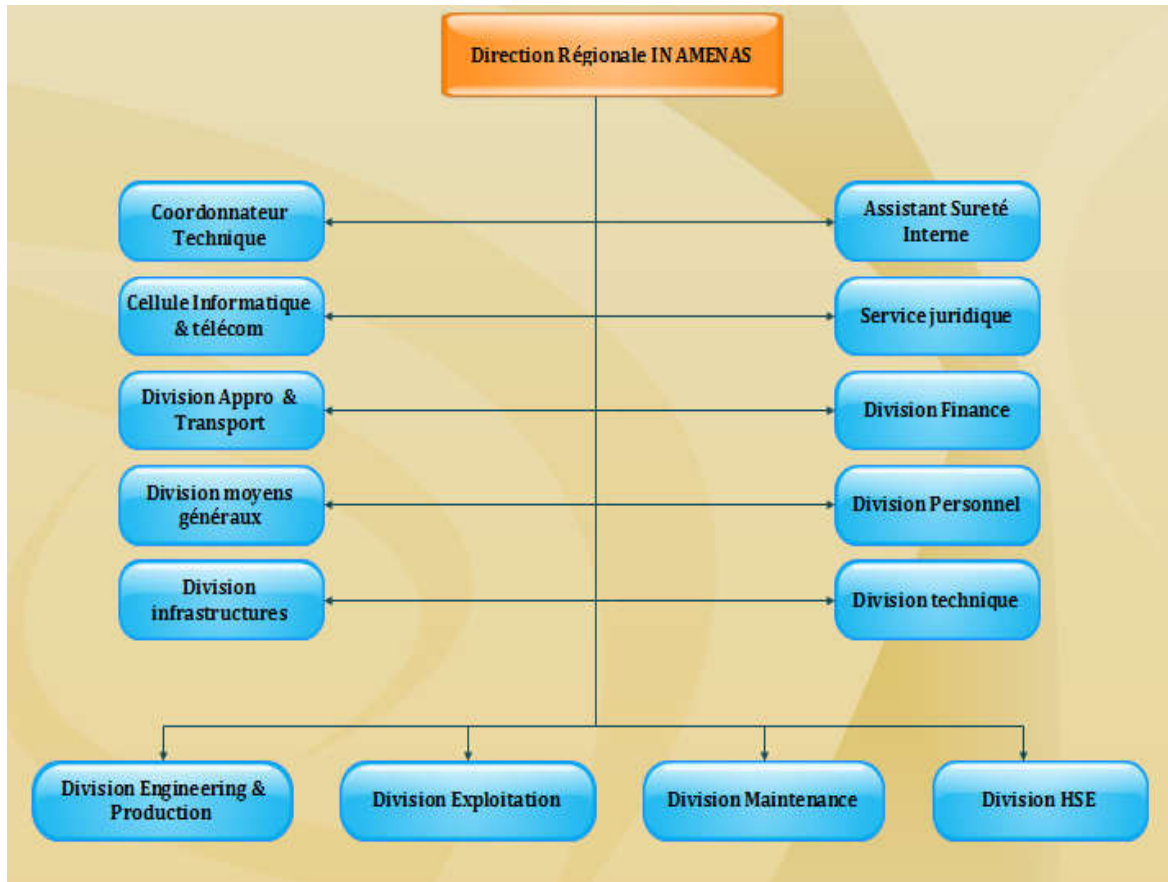 Direction Régionale IN AMENAS
Coordonnateur
Technique
Assistant Sureté
Interne
Cellule Informatique
& télécom
Service juridique
Division Appro &
Transport
Division Finance
Division moyens
généraux
Division Personnel
Division
infrastructures
Division technique
Division Engineering &
Production
Division Exploitation
Division Maintenance
Division HSE